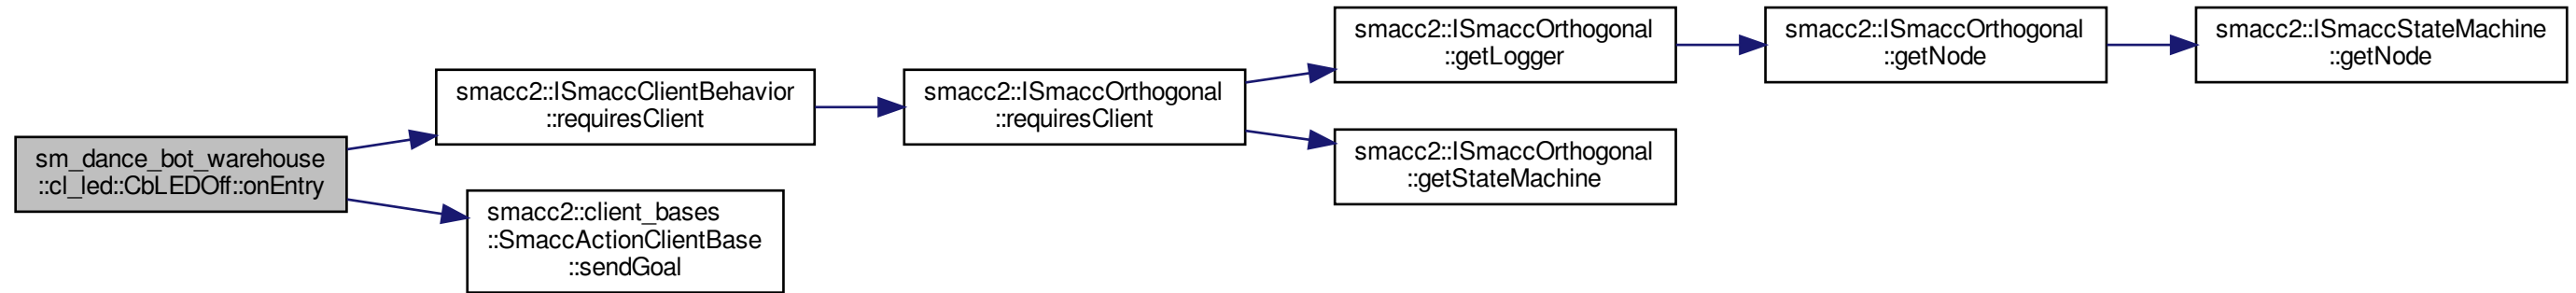 sm_dance_bot_warehouse
::cl_led::CbLEDOff::onEntry
smacc2::ISmaccClientBehavior
::requiresClient
smacc2::ISmaccOrthogonal
::requiresClient
smacc2::ISmaccOrthogonal
::getLogger
smacc2::ISmaccOrthogonal
::getNode
smacc2::ISmaccStateMachine
::getNode
smacc2::ISmaccOrthogonal
::getStateMachine
smacc2::client_bases
::SmaccActionClientBase
::sendGoal